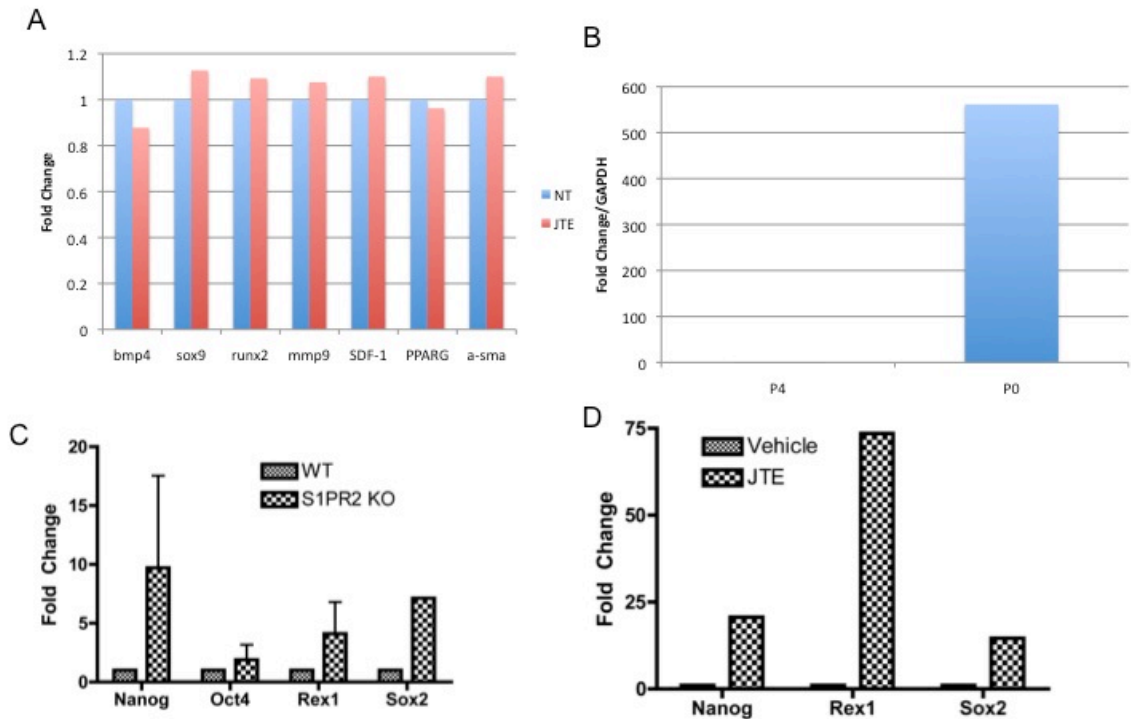 A
1.2
1
0.8
0.6
0.4
0.2
0
Fold Change
bmp4 sox9 runx2 mmp9 SDF-1 PPARG a-sma
NT
JTE
B
600
500
400
300
200
100
0
Fold Change/GAPDH
P4 P0
C
20
15
10
5
0
Fold Change
WT
S1PR2 KO
Nanog Oct4 Rex1 Sox2
D
75
50
25
0
Fold Change
Vehicle
JTE
Nanog Rex1 Sox2